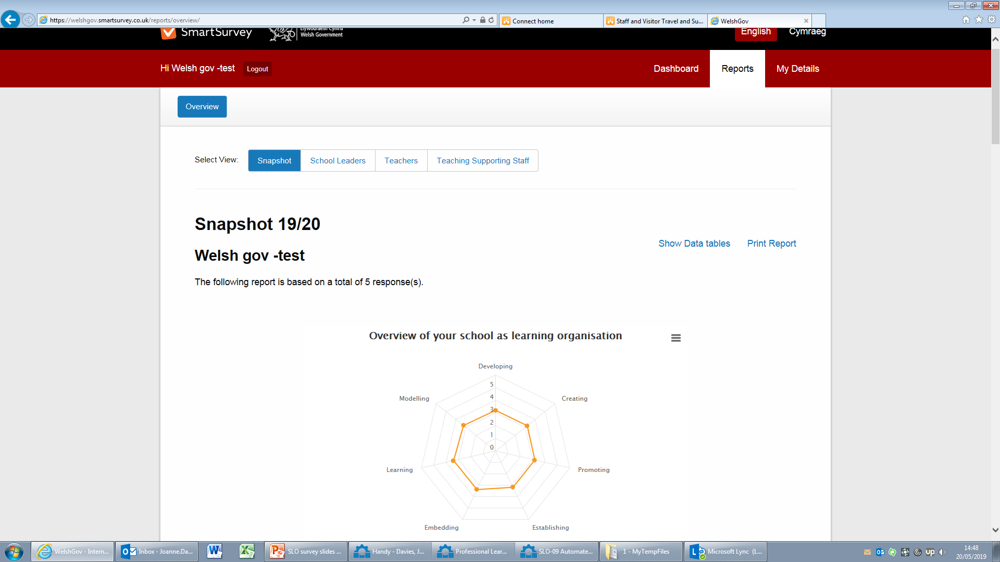 https://welshgov.smartsurvey.co.uk/reports/overview/
Connect home
Staff and Visitor Travel and Su...
WelshGov
SmartSurvey
Llywodraeth Cymru
Welsh Government
English
Cymraeg
Hi Welsh gov -test
Logout
Dashboard
Reports
My Details
Overview
Select View:
Snapshot
School Leaders
Teachers
Teaching Supporting Staff
Snapshot 19/20
Show Data tables
Print Report
Welsh gov -test
The following report is based on a total of 5 response(s).
Overview of your school as learning organisation
Developing
5
Modelling
Creating
4
3
2
1
0
Learning
Promoting
Embedding
Establishing
WelshGov - Intern...
Inbox - Joanne.Da...
SLO survey slides ...
Handy - Davies, J...
Professional Lear...
SLO-09 Automate...
1 - MyTempFiles
Microsoft Lync (L...
14:48
20/05/2019